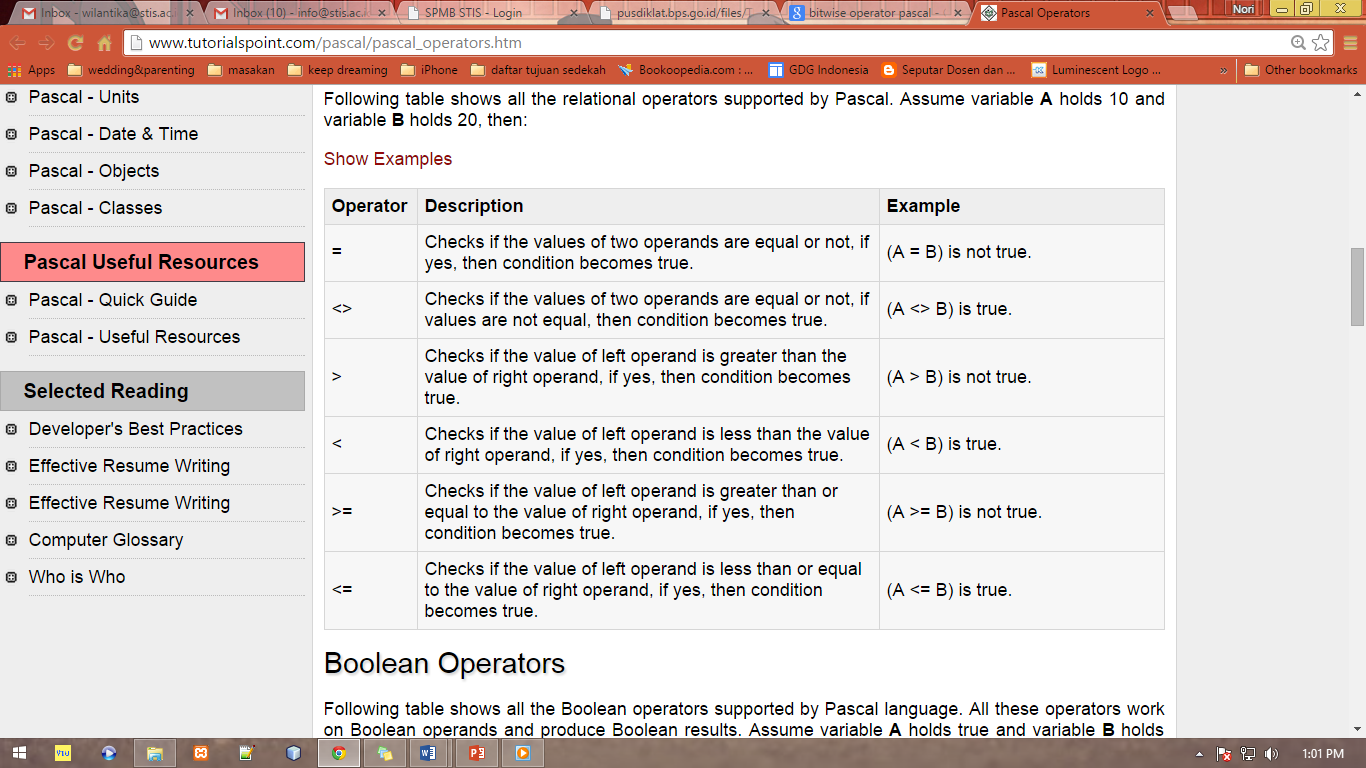 Inbox - wilantika@stis.ac
Inbox (10) - info@stis.ac.i
SPMB STIS - Login
pusdiklat.bps.go.id/files/
bitwise operator pascal -
Pascal Operators
Nori
www.tutorialspoint.com/pascal/pascal_operators.htm
Apps
wedding&parenting
masakan
keep dreaming
iPhone
daftar tujuan sedekah
Bookoopedia.com : ...
GDG Indonesia
Seputar Dosen dan ...
Luminescent Logo ...
»
Other bookmarks
Pascal - Units
Pascal - Date & Time
Pascal - Objects
Pascal - Classes
Pascal Useful Resources
Pascal - Quick Guide
Pascal - Useful Resources
Selected Reading
Developer's Best Practices
Effective Resume Writing
Effective Resume Writing
Computer Glossary
Who is Who
Following table shows all the relational operators supported by Pascal. Assume variable A holds 10 and
variable B holds 20, then:
Show Examples
Operator Description Example
= Checks if the values of two operands are equal or not, if (A = B) is not true.
yes, then condition becomes true.
<> Checks if the values of two operands are equal or not, if (A <> B) is true.
values are not equal, then condition becomes true.
Checks if the value of left operand is greater than the
> value of right operand, if yes, then condition becomes (A > B) is not true.
true.
< Checks if the value of left operand is less than the value (A < B) is true.
of right operand, if yes, then condition becomes true.
Checks if the value of left operand is greater than or
>= equal to the value of right operand, if yes, then (A >= B) is not true.
condition becomes true.
Checks if the value of left operand is less than or equal
<= to the value of right operand, if yes, then condition (A <= B) is true.
becomes true.
Boolean Operators
Following table shows all the Boolean operators supported by Pascal language. All these operators work
on Boolean operands and produce Boolean results. Assume variable A holds true and variable B holds
1:01 PM